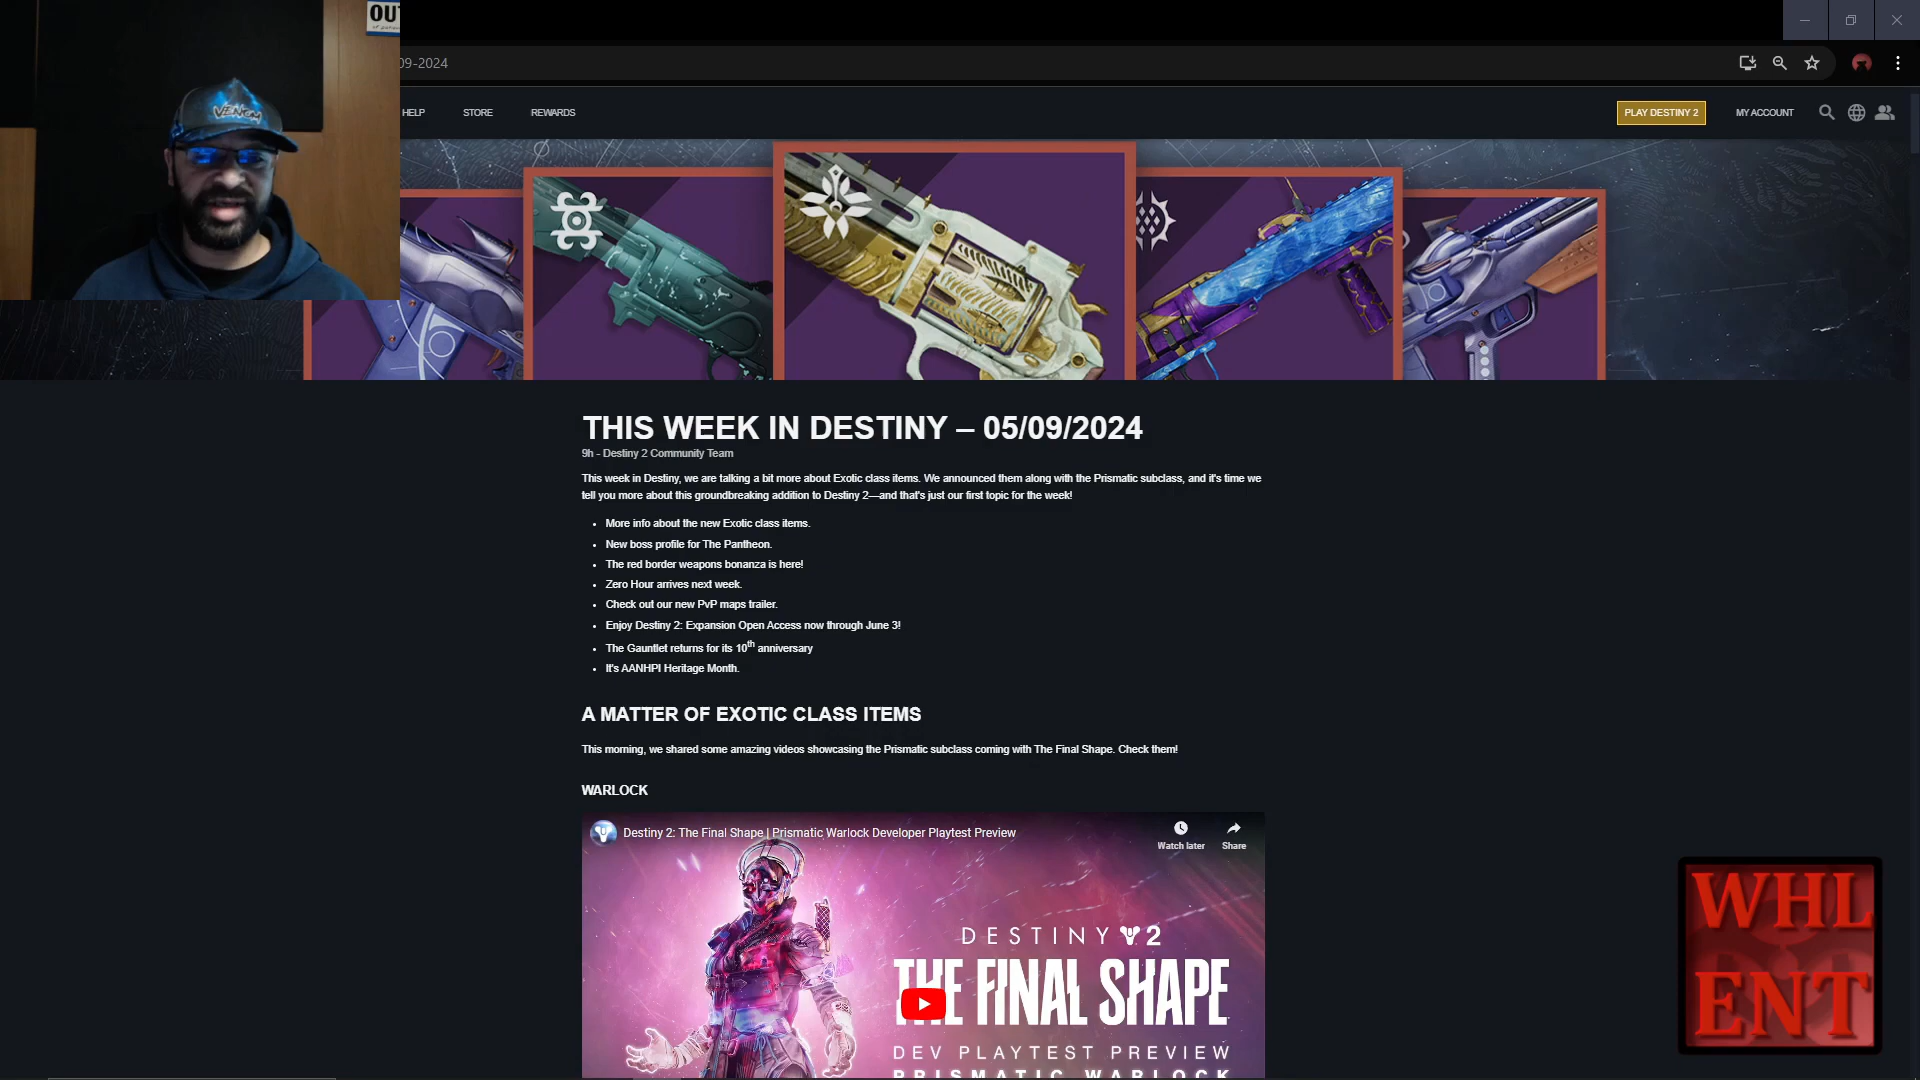 OUT
09-2024
VENOM
HELP
STORE
REWARDS
PLAY DESTINY 2
MY ACCOUNT
THIS WEEK IN DESTINY – 05/09/2024
9h - Destiny 2 Community Team
This week in Destiny, we are talking a bit more about Exotic class items. We announced them along with the Prismatic subclass, and it's time we
tell you more about this groundbreaking addition to Destiny 2—and that's just our first topic for the week!
• More info about the new Exotic class items.
• New boss profile for The Pantheon.
• The red border weapons bonanza is here!
• Zero Hour arrives next week.
• Check out our new PvP maps trailer.
• Enjoy Destiny 2: Expansion Open Access now through June 3!
• The Gauntlet returns for its 10th anniversary
• It's AANHPI Heritage Month.
A MATTER OF EXOTIC CLASS ITEMS
This morning, we shared some amazing videos showcasing the Prismatic subclass coming with The Final Shape. Check them!
WARLOCK
Destiny 2: The Final Shape | Prismatic Warlock Developer Playtest Preview
Watch later
Share
DESTINY 2
THE FINAL SHAPE
DEV PLAYTEST PREVIEW
PRISMATIC WARLOCK
WHL
ENT